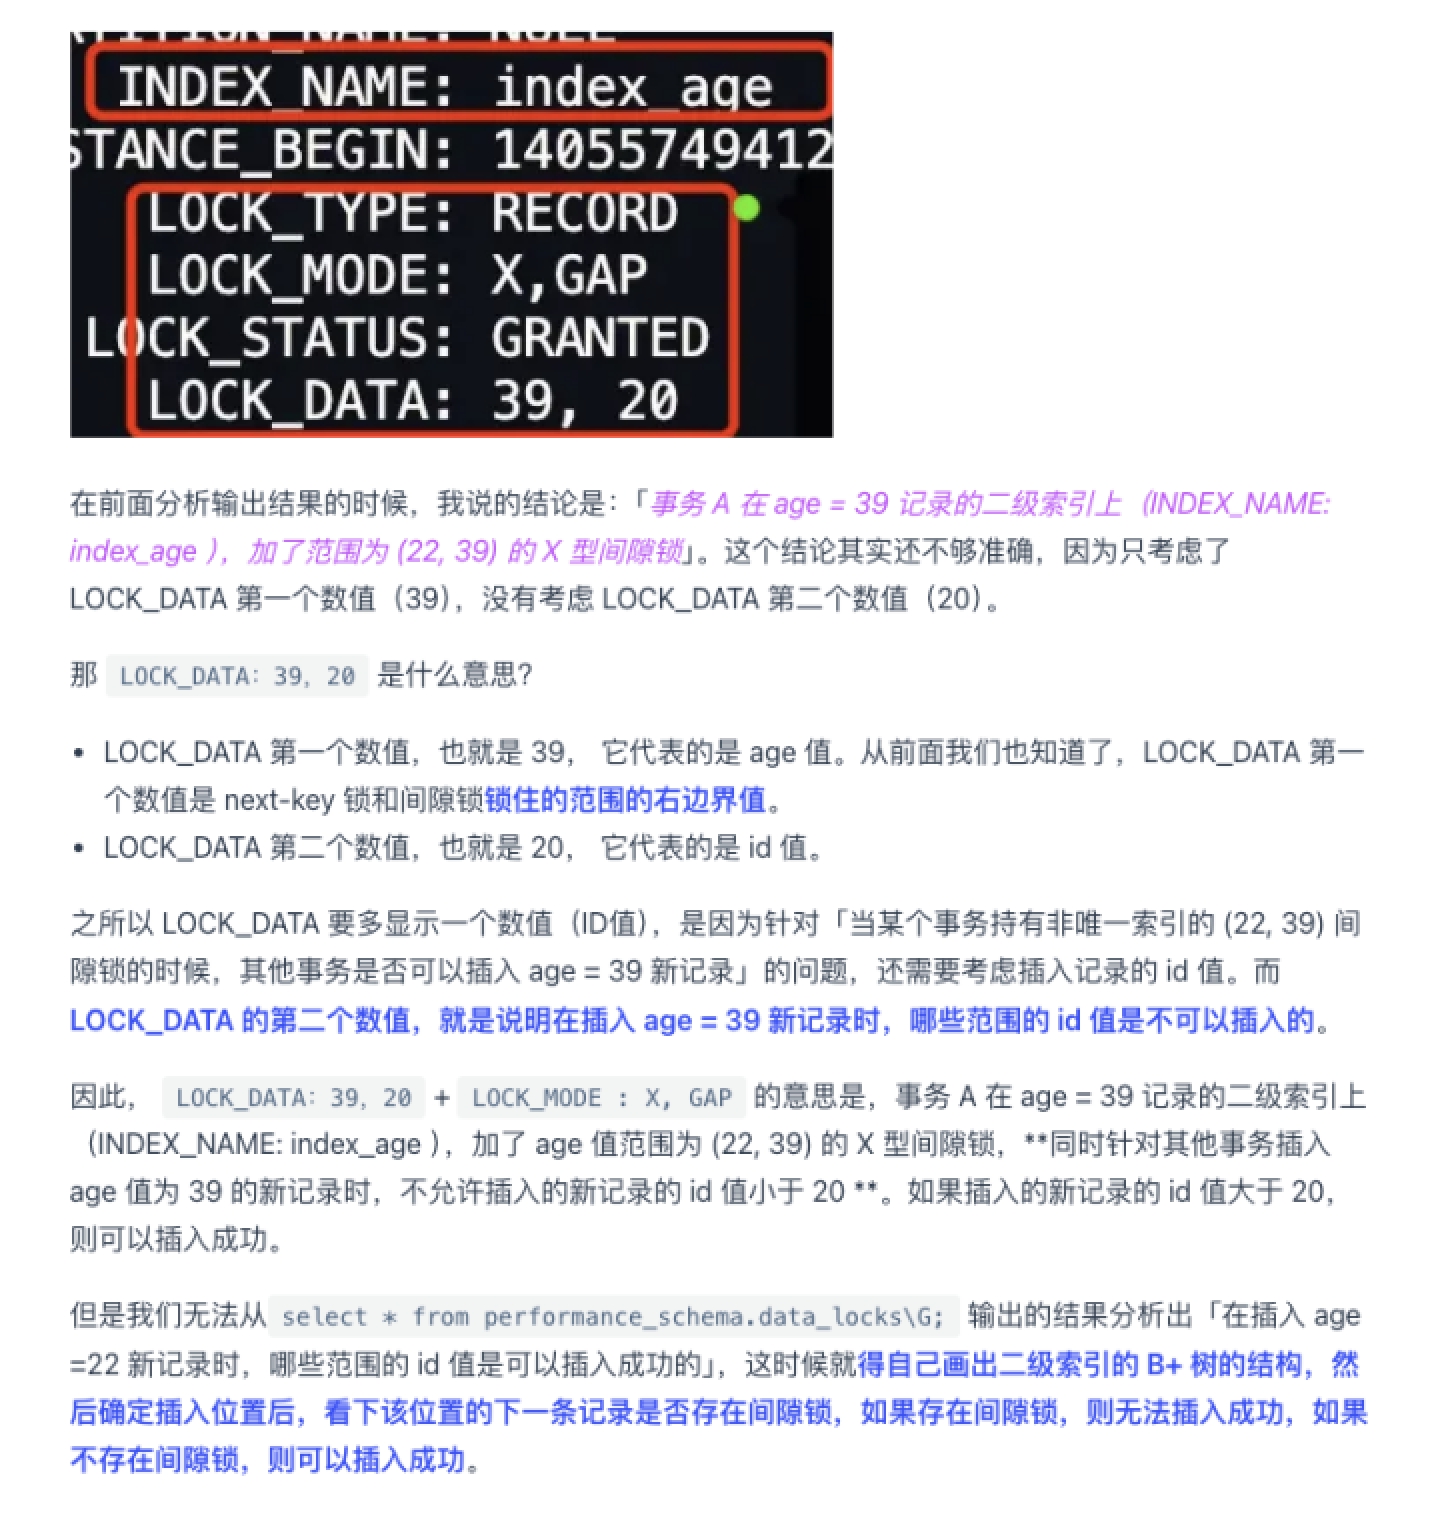 INDEX_NAME: index_age
STANCE_BEGIN: 14055749412
LOCK_TYPE: RECORD
LOCK_MODE: X,GAP
LOCK_STATUS: GRANTED
LOCK_DATA: 39, 20
在前面分析输出结果的时候，我说的结论是：「事务 A 在 age = 39 记录的二级索引上（INDEX_NAME:
index_age ），加了范围为 (22, 39) 的 X 型间隙锁」。这个结论其实还不够准确，因为只考虑了
LOCK_DATA 第一个数值（39），没有考虑 LOCK_DATA 第二个数值（20）。
那 LOCK_DATA：39，20 是什么意思？
• LOCK_DATA 第一个数值，也就是 39， 它代表的是 age 值。从前面我们也知道了，LOCK_DATA 第一
个数值是 next-key 锁和间隙锁锁住的范围的右边界值。
• LOCK_DATA 第二个数值，也就是 20， 它代表的是 id 值。
之所以 LOCK_DATA 要多显示一个数值（ID值），是因为针对「当某个事务持有非唯一索引的 (22, 39) 间
隙锁的时候，其他事务是否可以插入 age = 39 新记录」的问题，还需要考虑插入记录的 id 值。而
LOCK_DATA 的第二个数值，就是说明在插入 age = 39 新记录时，哪些范围的 id 值是不可以插入的。
因此， LOCK_DATA：39，20 + LOCK_MODE : X, GAP 的意思是，事务 A 在 age = 39 记录的二级索引上
（INDEX_NAME: index_age ），加了 age 值范围为 (22, 39) 的 X 型间隙锁，**同时针对其他事务插入
age 值为 39 的新记录时，不允许插入的新记录的 id 值小于 20 **。如果插入的新记录的 id 值大于 20，
则可以插入成功。
但是我们无法从 select * from performance_schema.data_locks\G; 输出的结果分析出「在插入 age
=22 新记录时，哪些范围的 id 值是可以插入成功的」，这时候就得自己画出二级索引的 B+ 树的结构，然
后确定插入位置后，看下该位置的下一条记录是否存在间隙锁，如果存在间隙锁，则无法插入成功，如果
不存在间隙锁，则可以插入成功。